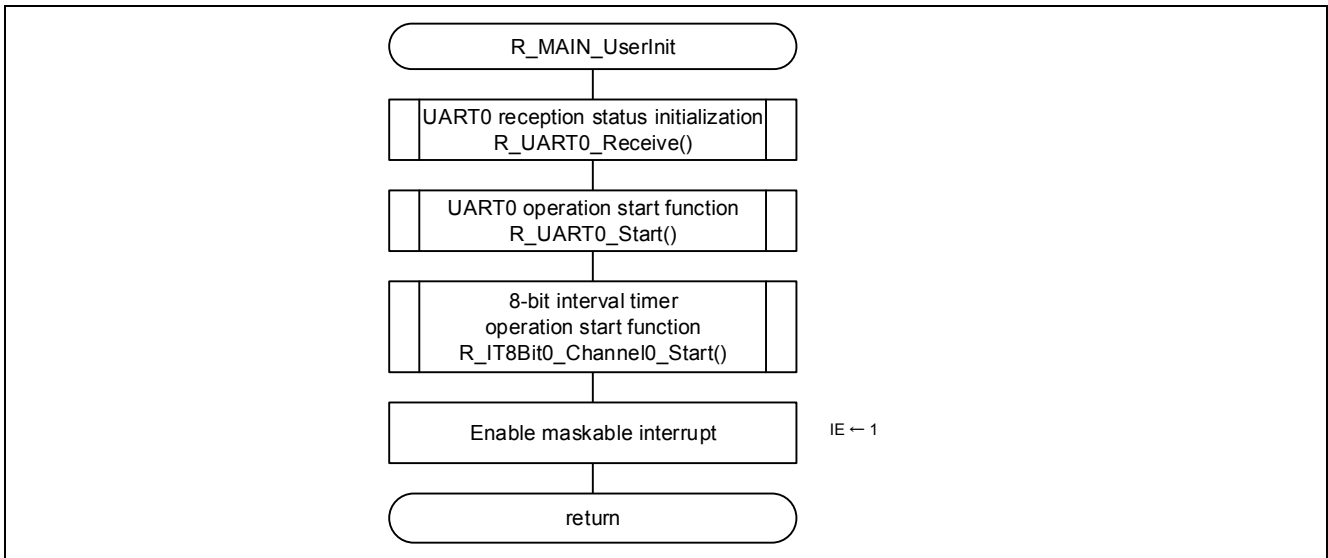 R_MAIN_UserInit
UART0 reception status initialization
R_UART0_Receive()
UART0 operation start function
R_UART0_Start()
8-bit interval timer
operation start function
R_IT8Bit0_Channel0_Start()
Enable maskable interrupt
IE ← 1
return